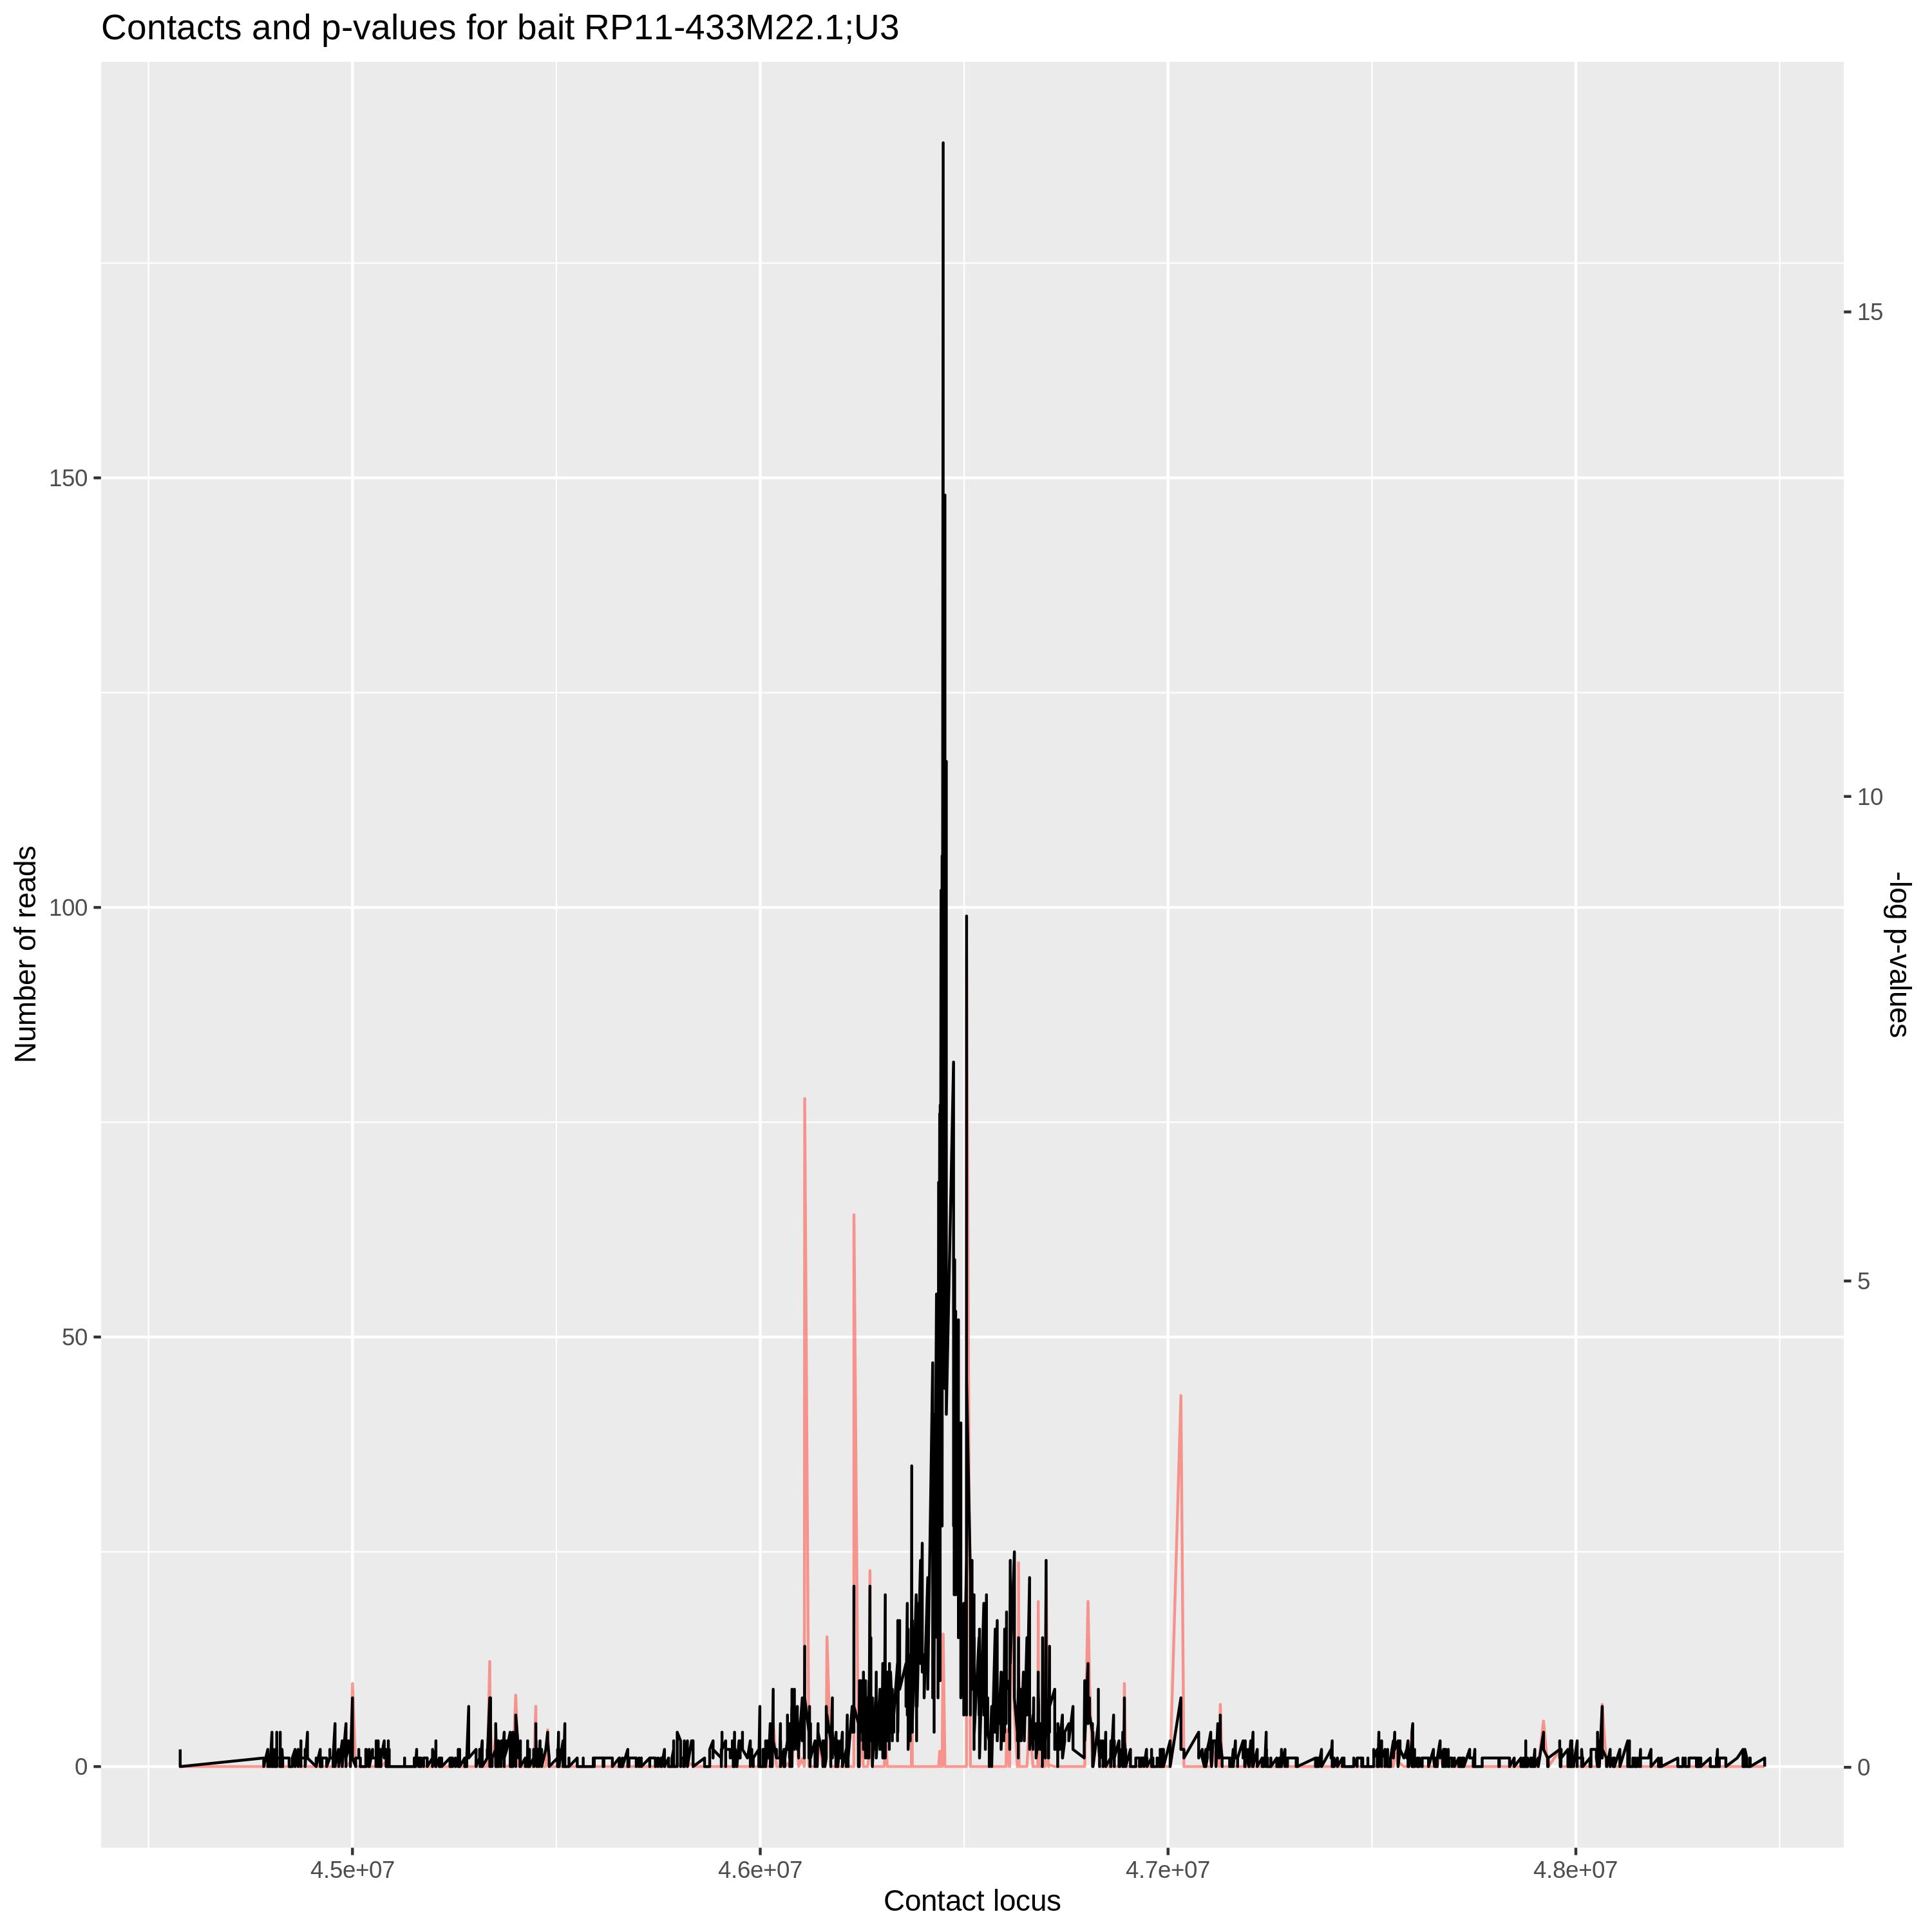 Contacts and p-values for bait RP11-433M22.1;U3
150
100
50
0
Number of reads
15
10
5
0
-log p-values
4.5e+07
4.6e+07
4.7e+07
4.8e+07
Contact locus